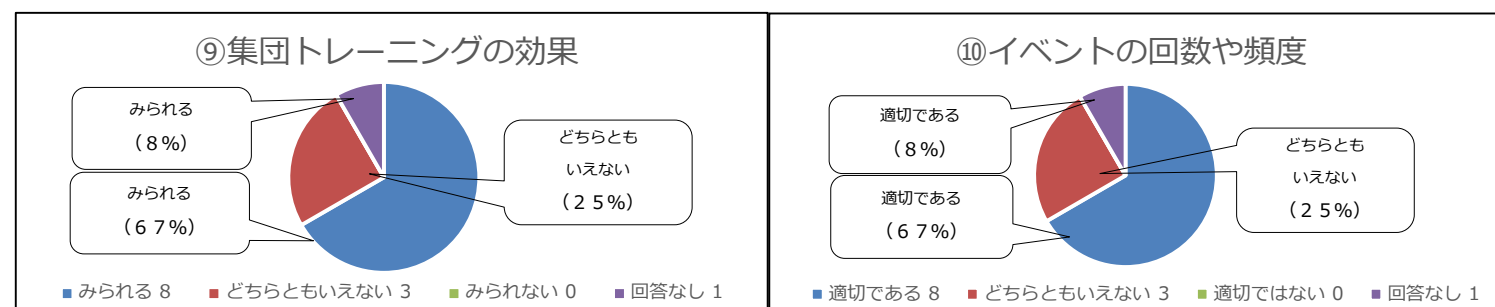 ⑨集団トレーニングの効果
みられる
（8%）
みられる
（６７%）
どちらとも
いえない
（２５%）
みられる 8
どちらともいえない 3
みられない 0
回答なし 1
⑩イベントの回数や頻度
適切である
（8%）
適切である
（６７%）
どちらとも
いえない
（２５%）
適切である 8
どちらともいえない 3
適切ではない 0
回答なし 1